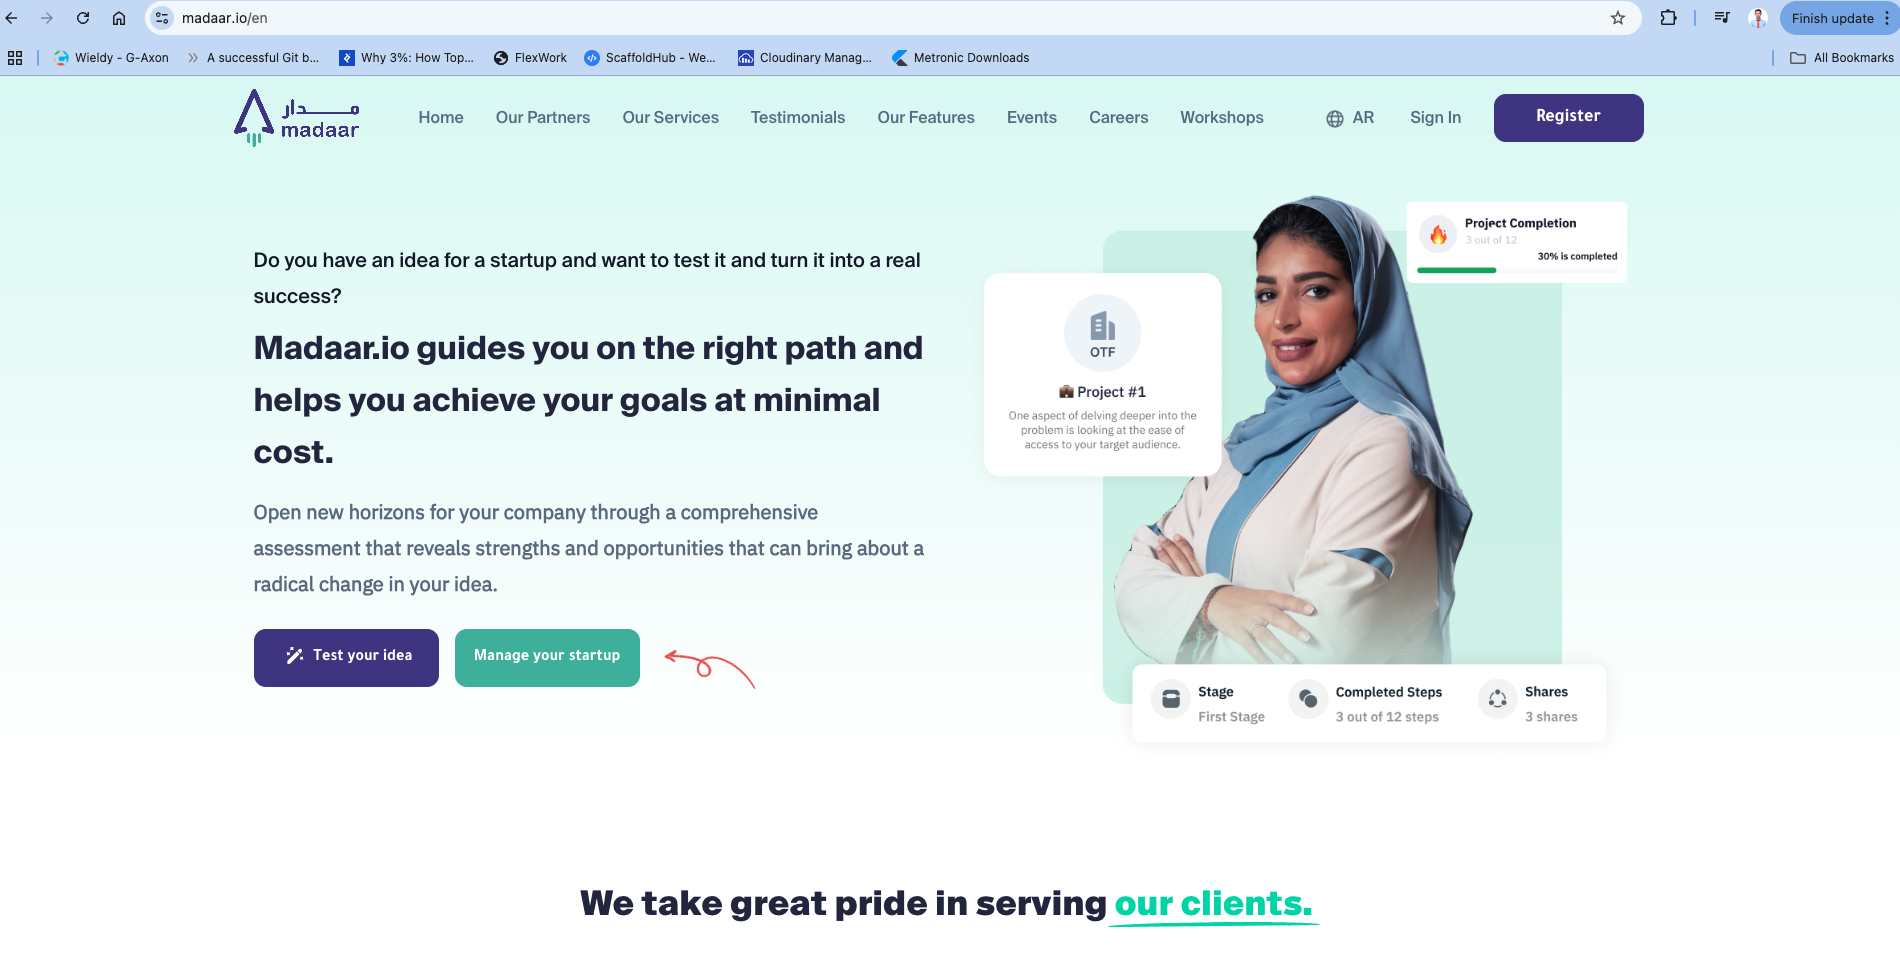 madaar.io/en
Finish update
Wieldy - G-Axon
A successful Git b...
Why 3%: How Top...
FlexWork
ScaffoldHub - We...
Cloudinary Manag...
Metronic Downloads
All Bookmarks
مدار
madaar
Home
Our Partners
Our Services
Testimonials
Our Features
Events
Careers
Workshops
AR
Sign In
Register
Do you have an idea for a startup and want to test it and turn it into a real
success?
Madaar.io guides you on the right path and
helps you achieve your goals at minimal
cost.
Open new horizons for your company through a comprehensive
assessment that reveals strengths and opportunities that can bring about a
radical change in your idea.
Test your idea
Manage your startup
Project Completion
3 out of 12
30% is completed
OTF
Project #1
One aspect of delving deeper into the
problem is looking at the ease of
access to your target audience.
Stage
First Stage
Completed Steps
3 out of 12 steps
Shares
3 shares
We take great pride in serving our clients.